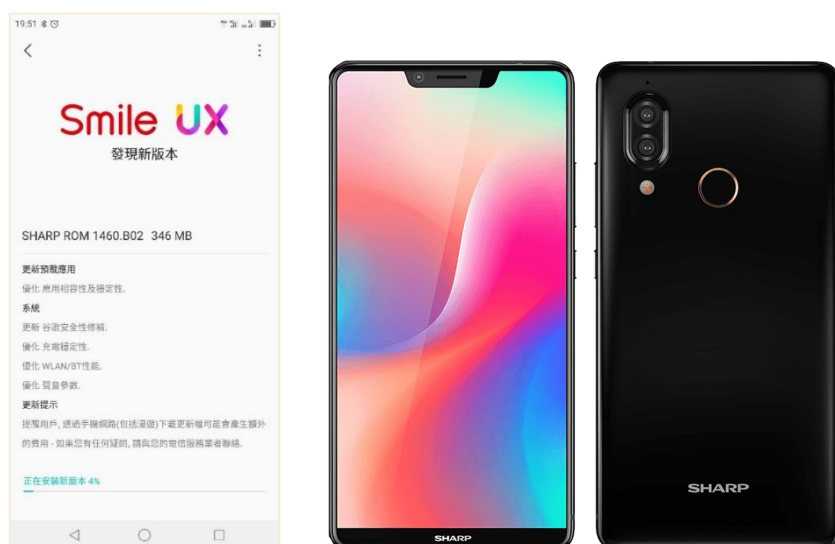 19:51
Smile UX
發現新版本
SHARP ROM 1460.B02 346 MB
更新預載應用
優化 應用相容性及穩定性.
系統
更新 谷歌安全性修補.
優化 充電穩定性.
優化 WLAN/BT性能.
優化 聲音參數.
更新提示
提醒用戶, 透過手機網路(包括漫遊)下載更新檔可能會產生額外
的費用。如果您有任何疑問, 請與您的電信服務業者聯絡.
正在安裝新版本 4%
SHARP
SHARP